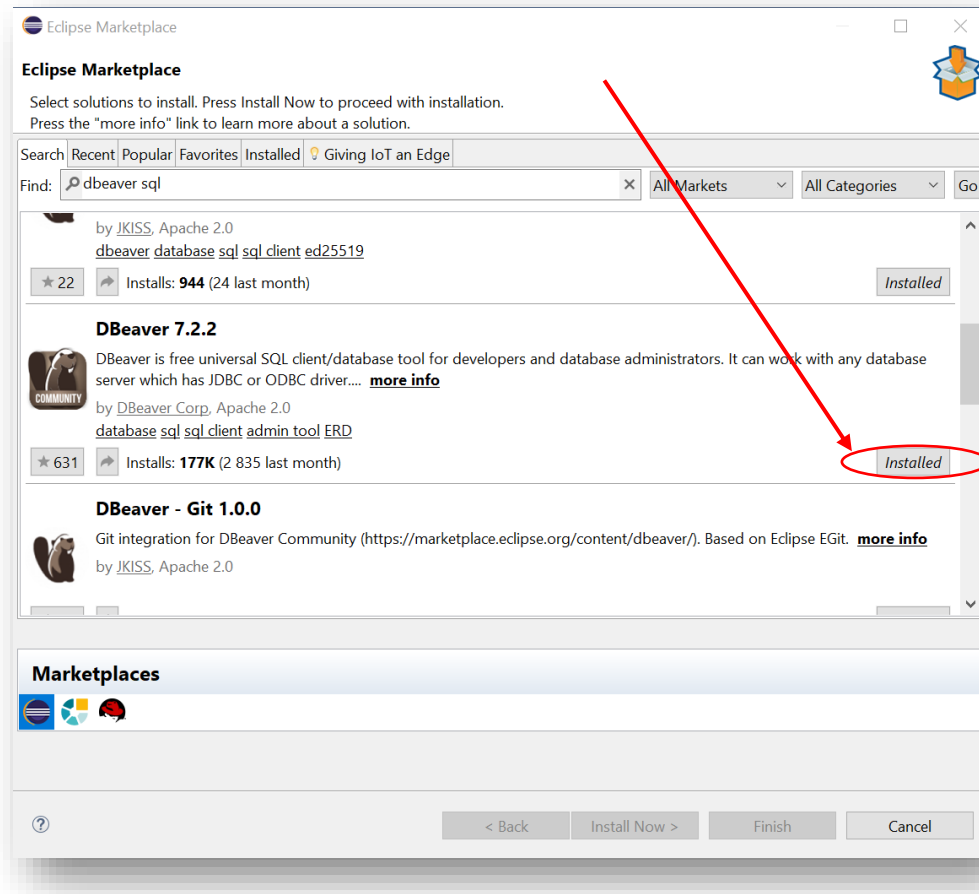 Eclipse Marketplace
Eclipse Marketplace
Select solutions to install. Press Install Now to proceed with installation.
Press the "more info" link to learn more about a solution.
Search Recent Popular Favorites Installed Giving IoT an Edge
Find: dbeaver sql All Markets All Categories Go
by JKISS, Apache 2.0
dbeaver database sql sql client ed25519
22 Installs: 944 (24 last month) Installed
DBeaver 7.2.2
DBeaver is free universal SQL client/database tool for developers and database administrators. It can work with any database
server which has JDBC or ODBC driver.... more info
COMMUNITY
by DBeaver Corp, Apache 2.0
database sql sql client admin tool ERD
631 Installs: 177K (2 835 last month) Installed
DBeaver - Git 1.0.0
Git integration for DBeaver Community (https://marketplace.eclipse.org/content/dbeaver/). Based on Eclipse EGit. more info
by JKISS, Apache 2.0
Marketplaces
? < Back Install Now > Finish Cancel